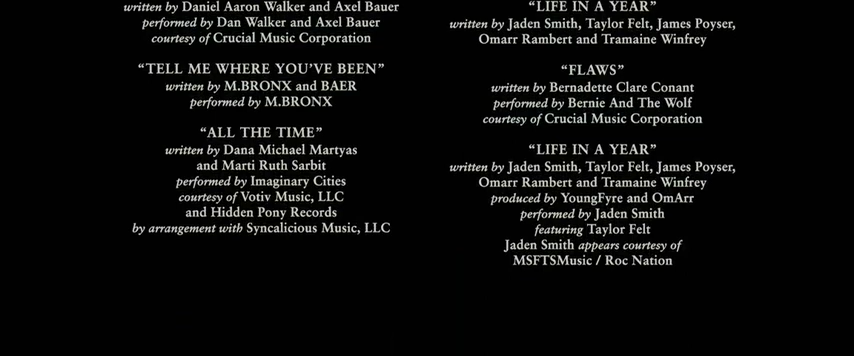 written by Daniel Aaron Walker and Axel Bauer
performed by Dan Walker and Axel Bauer
courtesy of Crucial Music Corporation
“TELL ME WHERE YOU’VE BEEN”
written by M.BRONX and BAER
performed by M.BRONX
“ALL THE TIME”
written by Dana Michael Martyas
and Marti Ruth Sarbit
performed by Imaginary Cities
courtesy of Votiv Music, LLC
and Hidden Pony Records
by arrangement with Syncalicious Music, LLC
“LIFE IN A YEAR”
written by Jaden Smith, Taylor Felt, James Poyser,
Omarr Rambert and Tramaine Winfrey
“FLAWS”
written by Bernadette Clare Conant
performed by Bernie And The Wolf
courtesy of Crucial Music Corporation
“LIFE IN A YEAR”
written by Jaden Smith, Taylor Felt, James Poyser,
Omarr Rambert and Tramaine Winfrey
produced by YoungFyre and OmArr
performed by Jaden Smith
featuring Taylor Felt
Jaden Smith appears courtesy of
MSFTSMusic / Roc Nation